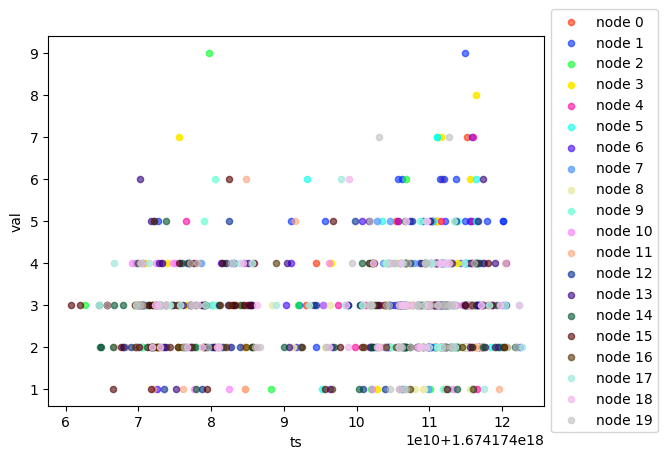 node 0
node 1
node 2
node 3
node 4
node 5
node 6
node 7
node 8
node 9
node 10
node 11
node 12
node 13
node 14
node 15
node 16
node 17
node 18
node 19
val
9
8
7
6
5
4
3
2
1
6 7 8 9 10 11 12
ts
1e10+1.674174e18